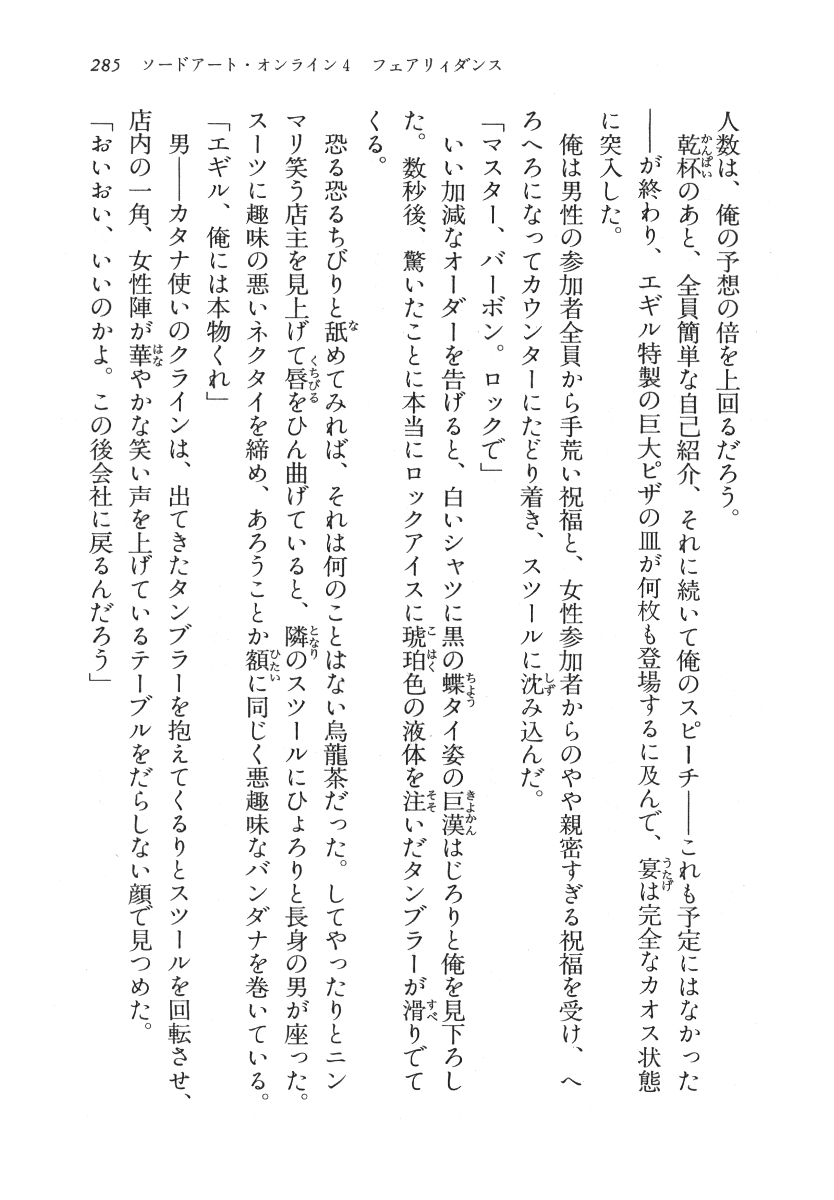 285　ソードアート・オンライン4　フェアリィダンス
人数は、俺の予想の倍を上回るだろう。
　乾杯のあと、全員簡単な自己紹介、それに続いて俺のスピーチ――これも予定にはなかった
――が終わり、エギル特製の巨大ピザの皿が何枚も登場するに及んで、宴は完全なカオス状態
に突入した。
　俺は男性の参加者全員から手荒い祝福と、女性参加者からのやや親密すぎる祝福を受け、へ
ろへろになってカウンターにたどり着き、スツールに沈み込んだ。
「マスター、バーボン。ロックで」
　いい加減なオーダーを告げると、白いシャツに黒の蝶タイ姿の巨漢はじろりと俺を見下ろし
た。数秒後、驚いたことに本当にロックアイスに琥珀色の液体を注いだタンブラーが滑りでて
くる。
　恐る恐るちびりと舐めてみれば、それは何のことはない烏龍茶だった。してやったりとニン
マリ笑う店主を見上げて唇をひん曲げていると、隣のスツールにひょろりと長身の男が座った。
スーツに趣味の悪いネクタイを締め、あろうことか額に同じく悪趣味なバンダナを巻いている。
「エギル、俺には本物くれ」
　男――カタナ使いのクラインは、出てきたタンブラーを抱えてくるりとスツールを回転させ、
店内の一角、女性陣が華やかな笑い声を上げているテーブルをだらしない顔で見つめた。
「おいおい、いいのかよ。この後会社に戻るんだろう」